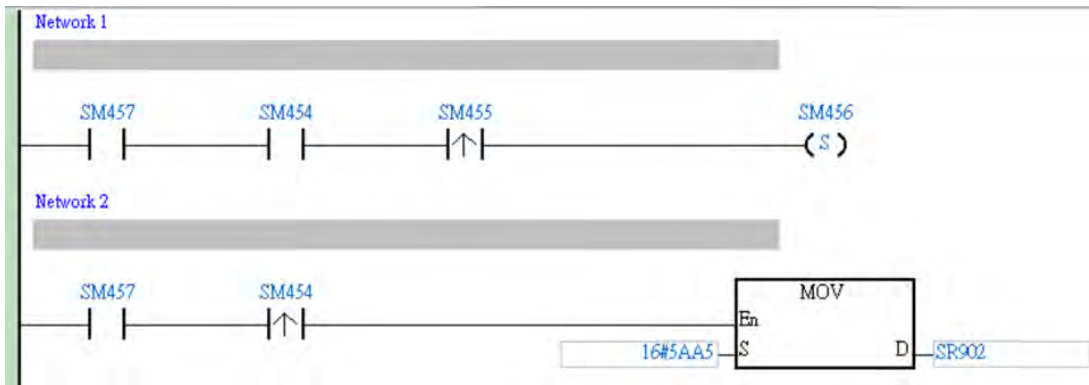 Network 1
SM457 SM454 SM455 SM456
S
Network 2
SM457 SM454 MOV
En
16#5AA5 S D SR902